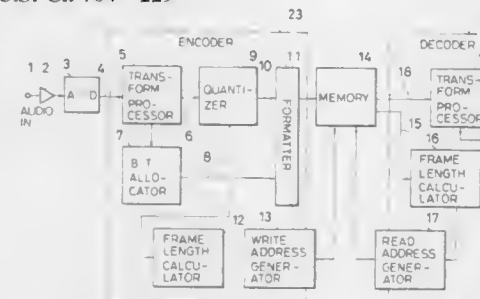 23
ENCODER
DECODER
1 2 3 4 5 9 10 11 14
AUDIO
IN
A D
TRANS-
FORM
PRO-
CESSOR
QUANTI-
ZER
FORMATTER
MEMORY
18
TRANS-
FORM
PRO-
CESSOR
15
7 6 8
B T
ALLO-
CATOR
16
FRAME
LENGTH
CALCU-
LATOR
12 13 17
FRAME
LENGTH
CALCU-
LATOR
WRITE
ADDRESS
GENER-
ATOR
READ
ADDRESS
GENER-
ATOR